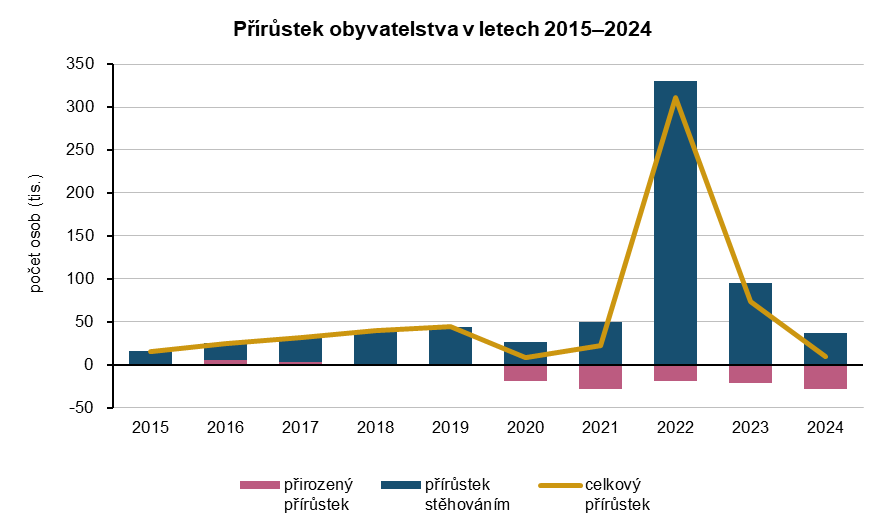 Přírůstek obyvatelstva v letech 2015–2024
počet osob (tis.)
350
300
250
200
150
100
50
0
-50
2015 2016 2017 2018 2019 2020 2021 2022 2023 2024
přirozený
přírůstek
přírůstek
stěhováním
celkový
přírůstek